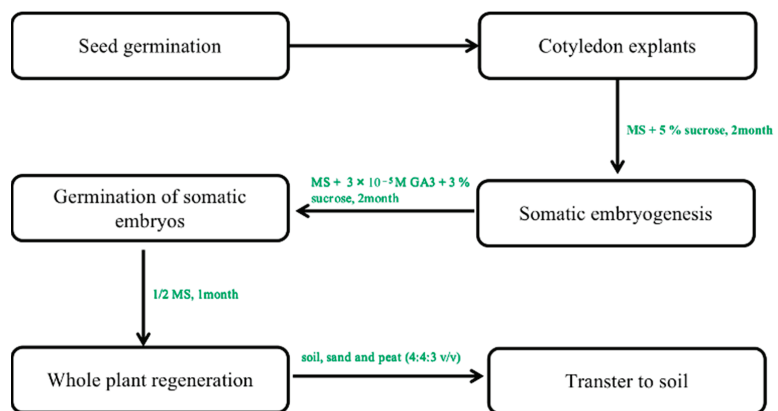 Seed germination
Cotyledon explants
MS + 5 % sucrose, 2month
MS + 3 × 10⁻⁵M GA3 + 3 %
sucrose, 2month
Germination of somatic
embryos
Somatic embryogenesis
1/2 MS, 1month
Whole plant regeneration
soil, sand and peat (4:4:3 v/v)
Transter to soil